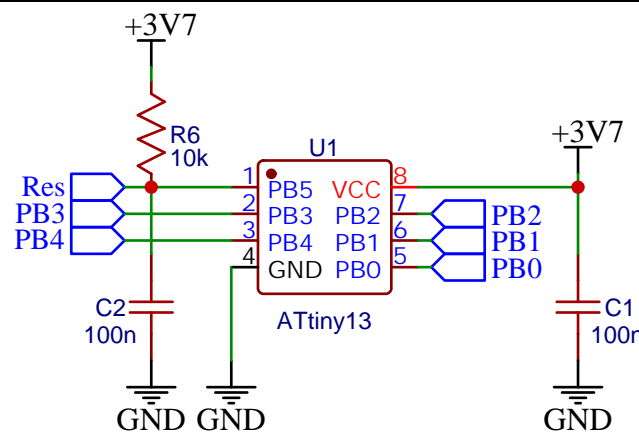 +3V7
R6
10k
U1
+3V7
Res
1
PB5
VCC
8
PB3
2
PB3
PB2
7
PB2
PB4
3
PB4
PB1
6
PB1
4
GND
PB0
5
PB0
C2
100n
ATtiny13
C1
100n
GND
GND
GND